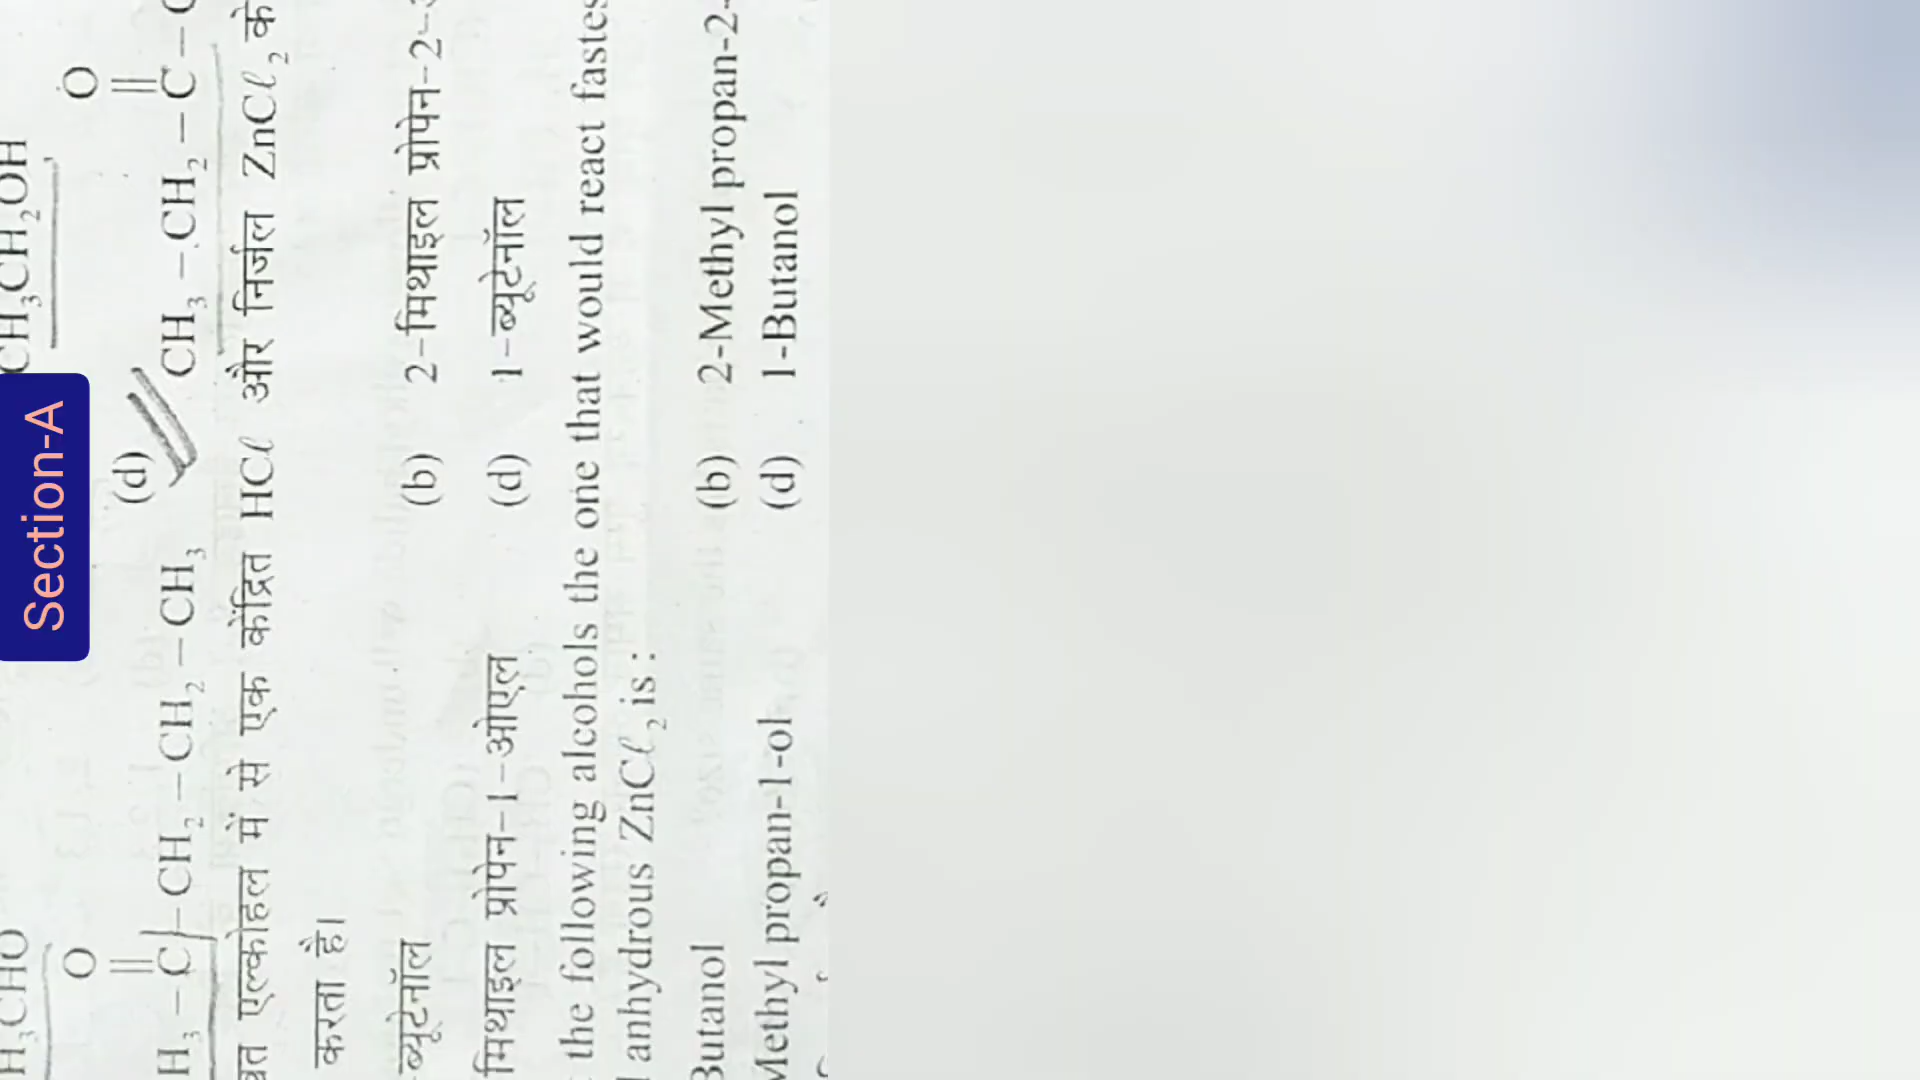 Section-A
CH3CHO CH3CH2OH
O O
(d)
CH3-C-CH2-CH2-CH3 CH3-CH2-C-
एल्कोहल में से एक केंद्रित HCl और निर्जल ZnCl2 के
करता है।
ब्यूटेनॉल (b) 2-मिथाइल प्रोपेन-2-
मिथाइल प्रोपेन-1-ओएल (d) 1-ब्यूटेनॉल
the following alcohols the one that would react
anhydrous ZnCl2 is :
Butanol (b) 2-Methyl propan-2-
Methyl propan-1-ol (d) 1-Butanol